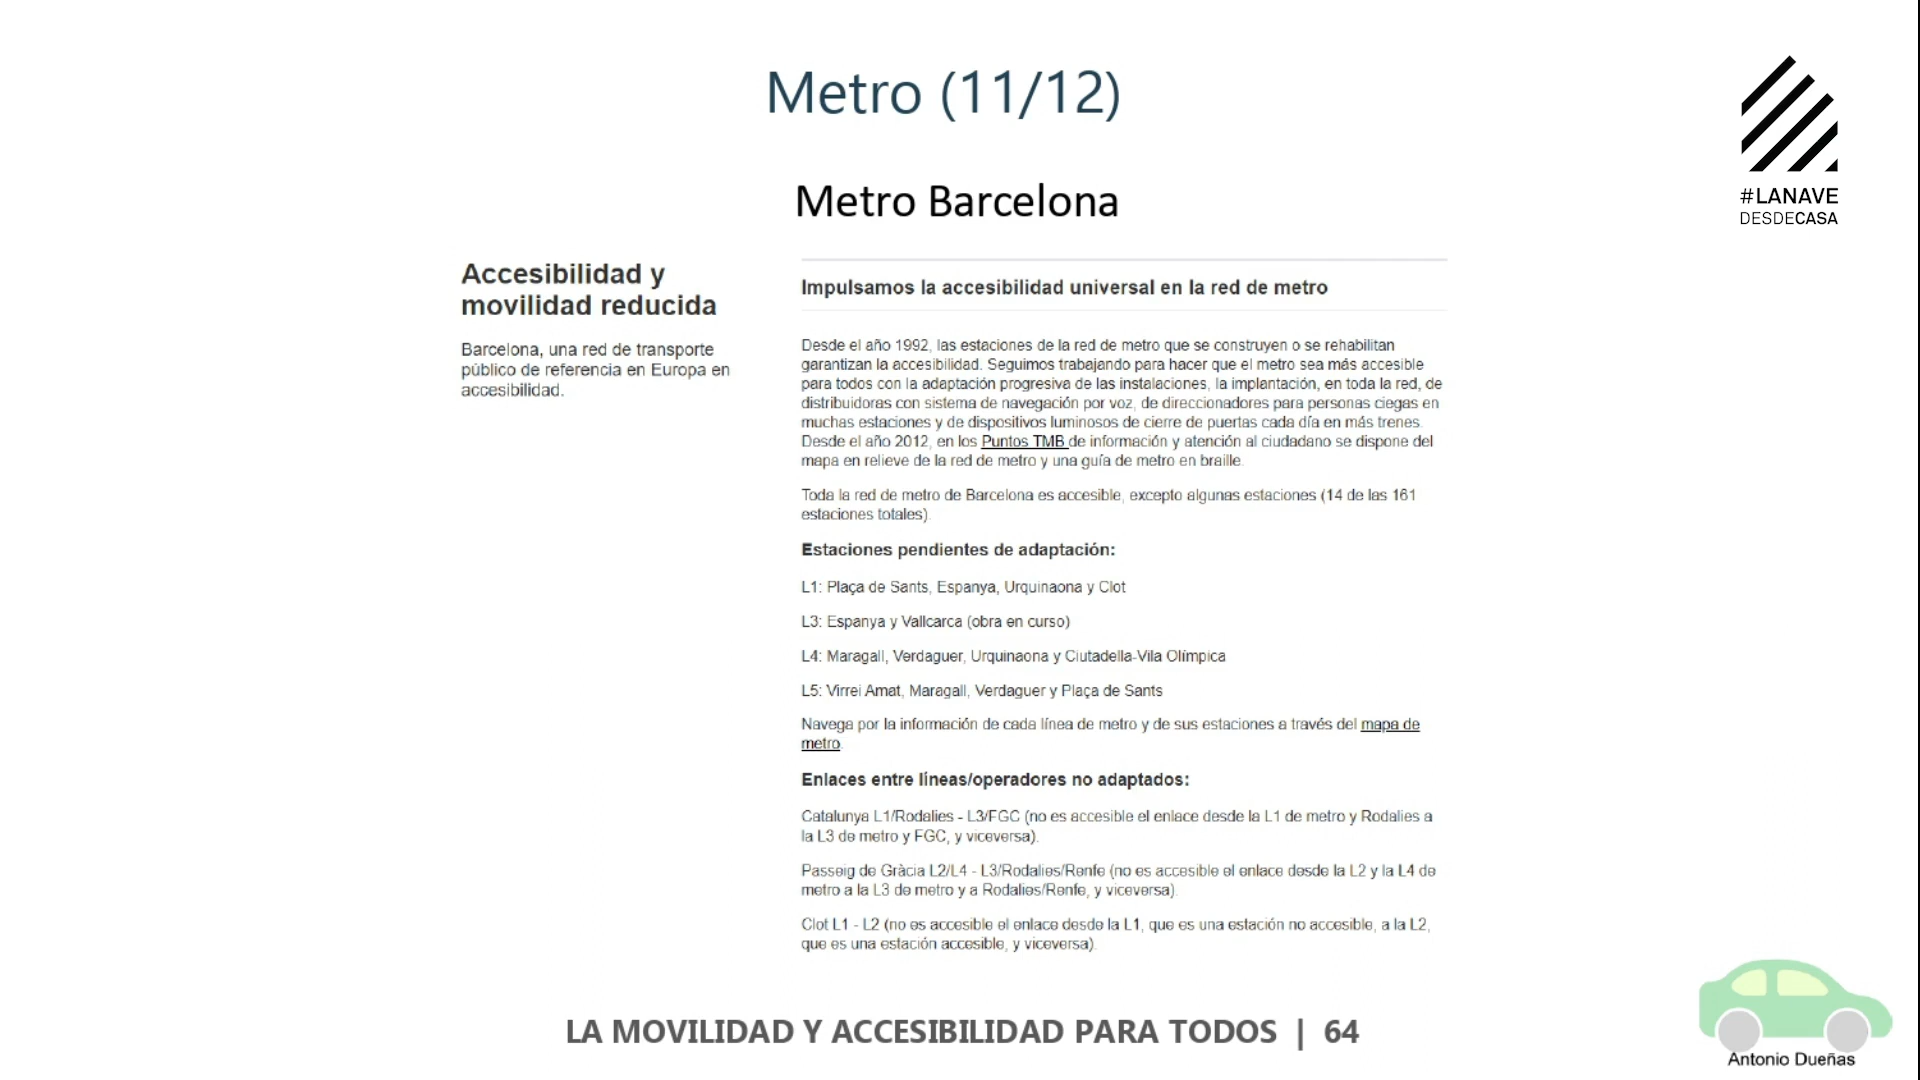 Metro (11/12)
#LANAVE
DESDECASA
Metro Barcelona
Accesibilidad y
movilidad reducida
Barcelona, una red de transporte
público de referencia en Europa en
accesibilidad.
Impulsamos la accesibilidad universal en la red de metro
Desde el año 1992, las estaciones de la red de metro que se construyen o se rehabilitan
garantizan la accesibilidad. Seguimos trabajando para hacer que el metro sea más accesible
para todos con la adaptación progresiva de las instalaciones, la implantación, en toda la red, de
distribuidoras con sistema de navegación por voz, de direccionadores para personas ciegas en
muchas estaciones y de dispositivos luminosos de cierre de puertas cada día en más trenes.
Desde el año 2012, en los Puntos TMB de información y atención al ciudadano se dispone del
mapa en relieve de la red de metro y una guía de metro en braille.
Toda la red de metro de Barcelona es accesible, excepto algunas estaciones (14 de las 161
estaciones totales).
Estaciones pendientes de adaptación:
L1: Plaça de Sants, Espanya, Urquinaona y Clot
L3: Espanya y Vallcarca (obra en curso)
L4: Maragall, Verdaguer, Urquinaona y Ciutadella-Vila Olímpica
L5: Virrei Amat, Maragall, Verdaguer y Plaça de Sants
Navega por la información de cada línea de metro y de sus estaciones a través del mapa de
metro.
Enlaces entre líneas/operadores no adaptados:
Catalunya L1/Rodalies - L3/FGC (no es accesible el enlace desde la L1 de metro y Rodalies a
la L3 de metro y FGC, y viceversa).
Passeig de Gràcia L2/L4 - L3/Rodalies/Renfe (no es accesible el enlace desde la L2 y la L4 de
metro a la L3 de metro y a Rodalies/Renfe, y viceversa).
Clot L1 - L2 (no es accesible el enlace desde la L1, que es una estación no accesible, a la L2,
que es una estación accesible, y viceversa).
LA MOVILIDAD Y ACCESIBILIDAD PARA TODOS | 64
Antonio Dueñas